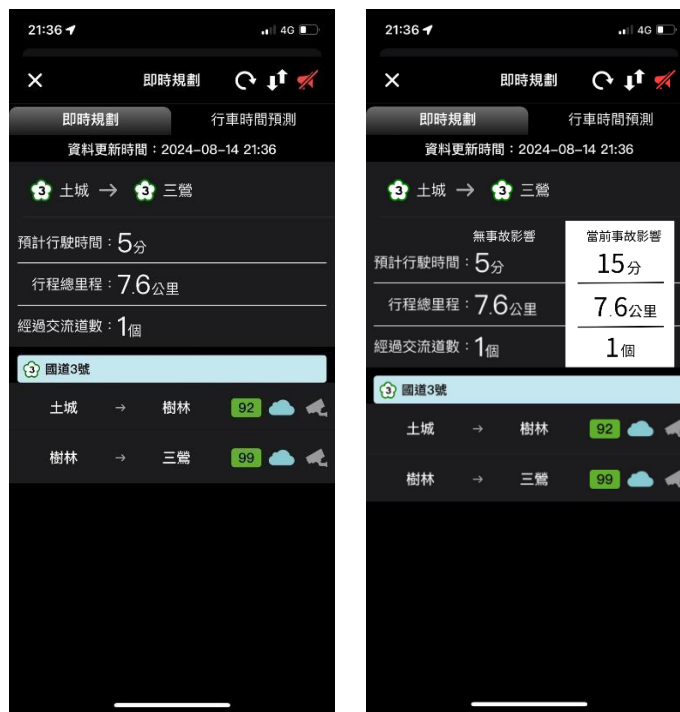 21:36
4G
即時規劃
即時規劃 行車時間預測
資料更新時間：2024-08-14 21:36
3 土城 → 3 三鶯
預計行駛時間：5分
行程總里程：7.6公里
經過交流道數：1個
3 國道3號
土城 → 樹林 92
樹林 → 三鶯 99
21:36
4G
即時規劃
即時規劃 行車時間預測
資料更新時間：2024-08-14 21:36
3 土城 → 3 三鶯
無事故影響 當前事故影響
預計行駛時間：5分 15分
行程總里程：7.6公里 7.6公里
經過交流道數：1個 1個
3 國道3號
土城 → 樹林 92
樹林 → 三鶯 99